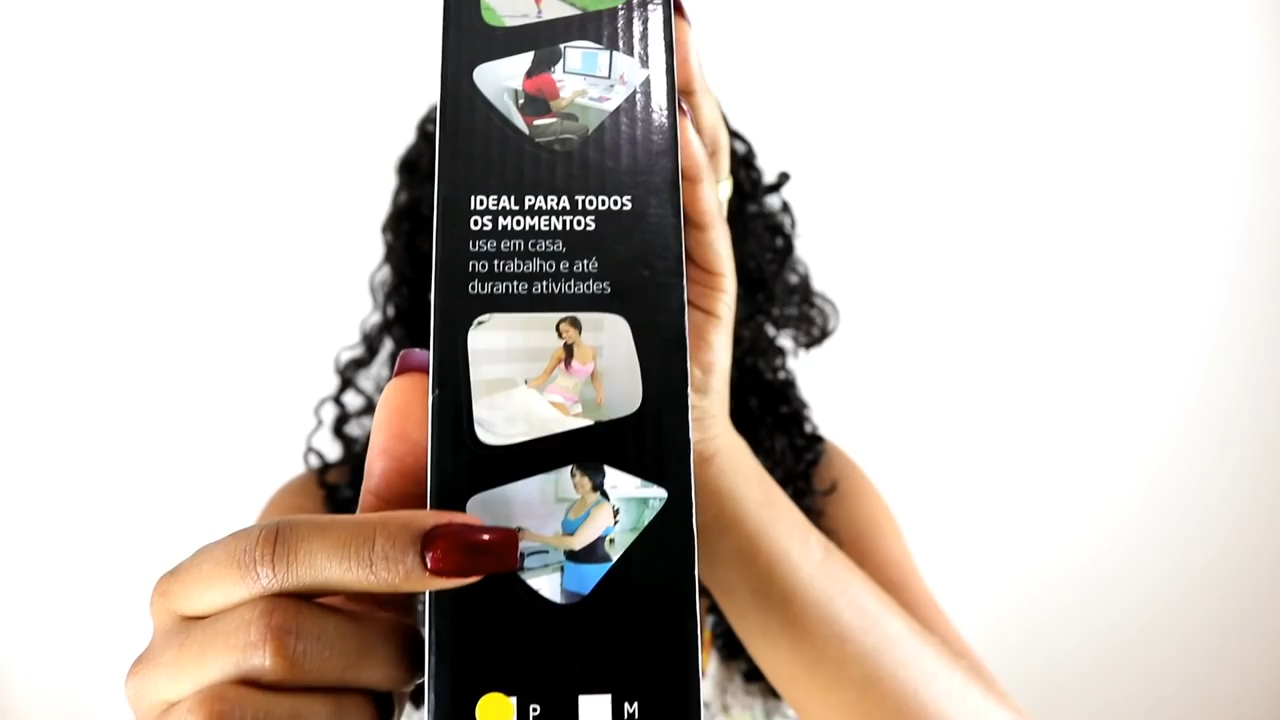 IDEAL PARA TODOS
OS MOMENTOS
use em casa,
no trabalho e até
durante atividades
P M